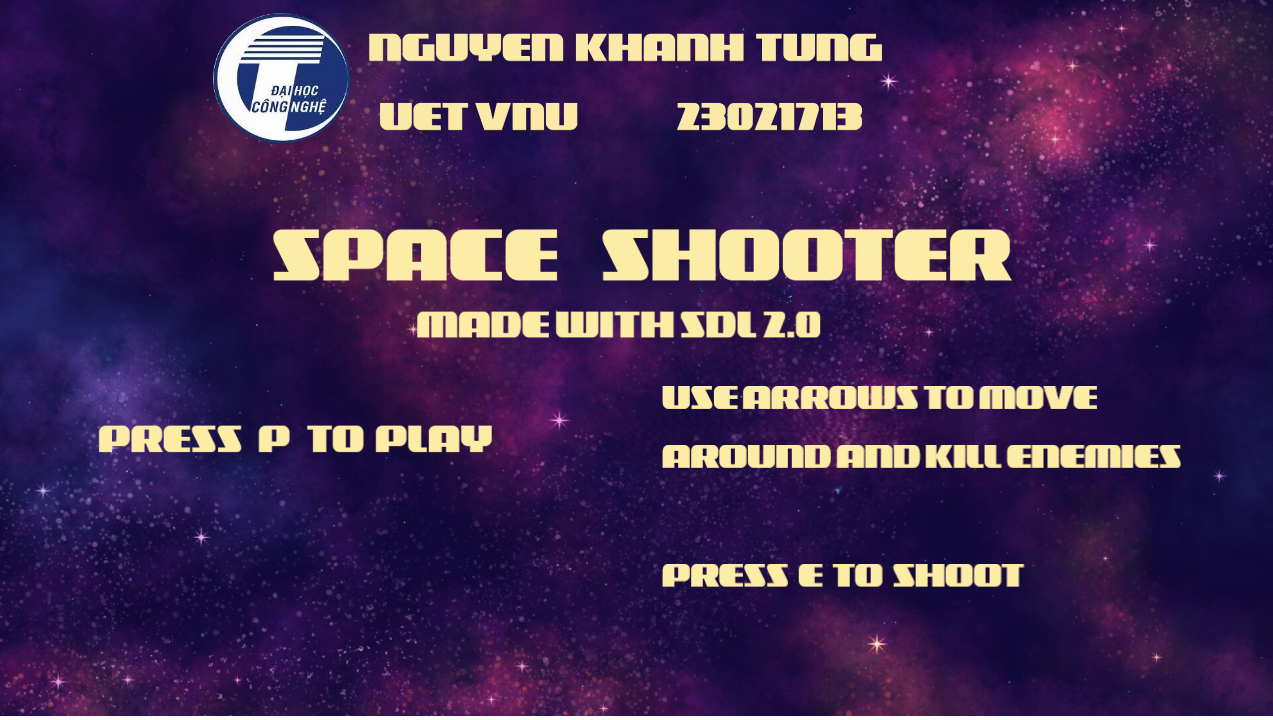 ĐẠI HỌC
CÔNG NGHỆ
NGUYEN KHANH TUNG
UET VNU 23021713
SPACE SHOOTER
MADE WITH SDL 2.0
PRESS P TO PLAY
USE ARROWS TO MOVE
AROUND AND KILL ENEMIES
PRESS E TO SHOOT